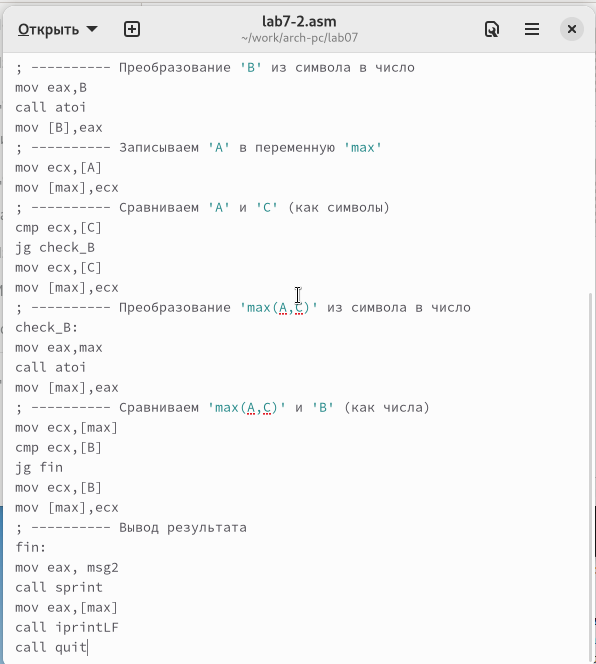 Открыть
lab7-2.asm
~/work/arch-pc/lab07
; ---------- Преобразование 'B' из символа в число
mov eax,B
call atoi
mov [B],eax
; ---------- Записываем 'A' в переменную 'max'
mov ecx,[A]
mov [max],ecx
; ---------- Сравниваем 'A' и 'C' (как символы)
cmp ecx,[C]
jg check_B
mov ecx,[C]
mov [max],ecx
; ---------- Преобразование 'max(A,C)' из символа в число
check_B:
mov eax,max
call atoi
mov [max],eax
; ---------- Сравниваем 'max(A,C)' и 'B' (как числа)
mov ecx,[max]
cmp ecx,[B]
jg fin
mov ecx,[B]
mov [max],ecx
; ---------- Вывод результата
fin:
mov eax, msg2
call sprint
mov eax,[max]
call iprintLF
call quit